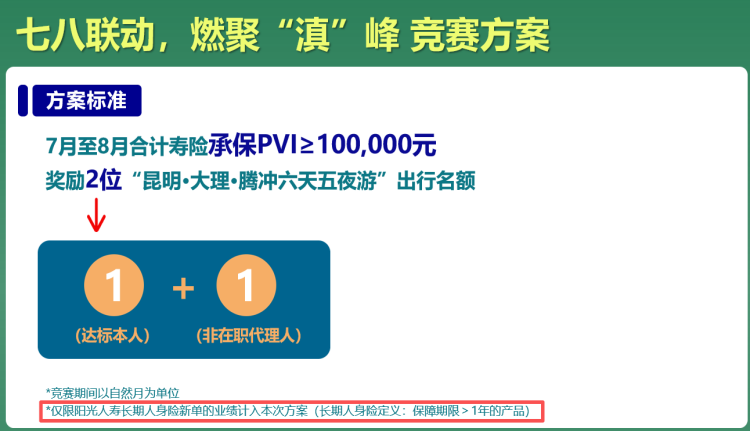 七八联动，燃聚“滇”峰 竞赛方案
方案标准
7月至8月合计寿险承保PVI≥100,000元
奖励2位“昆明·大理·腾冲六天五夜游”出行名额
1 + 1
(达标本人) (非在职代理人)
*竞赛期间以自然月为单位
*仅限阳光人寿长期人身险新单的业绩计入本次方案（长期人身险定义：保障期限＞1年的产品）